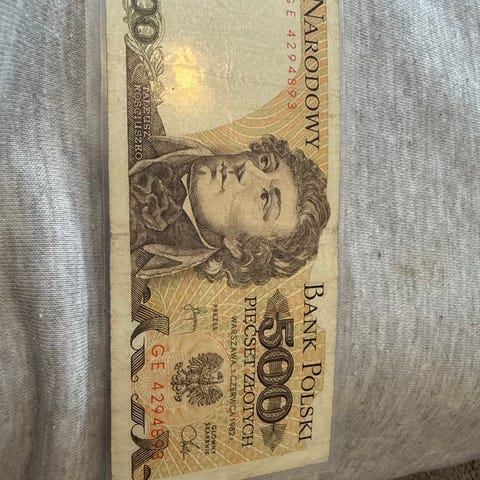 NARODOWY BANK POLSKI
GE 4294893
500
PIĘĆSET ZŁOTYCH
WARSZAWA, 1 CZERWCA 1982 r.
PREZES
GŁÓWNY
SKARBNIK
00
TADEUSZ
KOŚCIUSZKO
GE 4294893